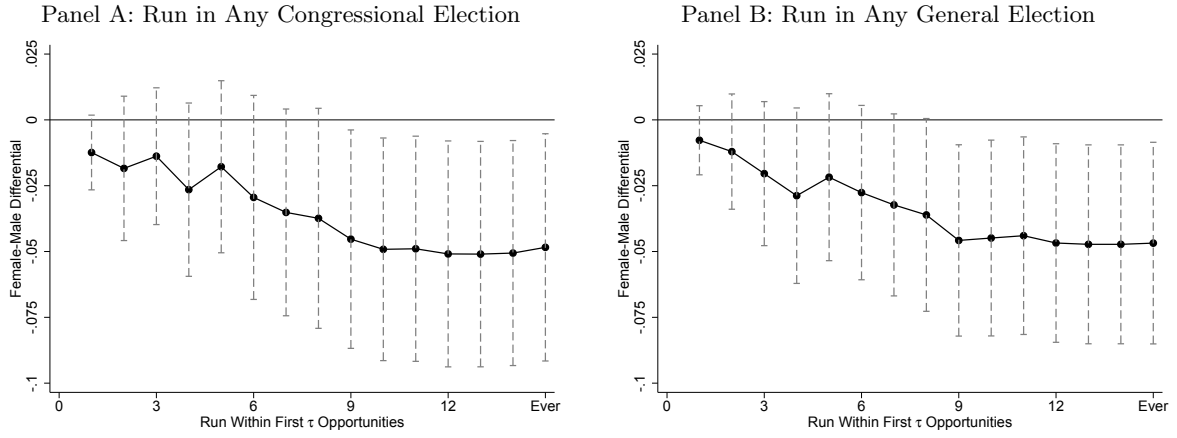 Panel A: Run in Any Congressional Election
Female-Male Differential
.025
0
-.025
-.05
-.075
-.1
0 3 6 9 12 Ever
Run Within First τ Opportunities
Panel B: Run in Any General Election
Female-Male Differential
.025
0
-.025
-.05
-.075
-.1
0 3 6 9 12 Ever
Run Within First τ Opportunities